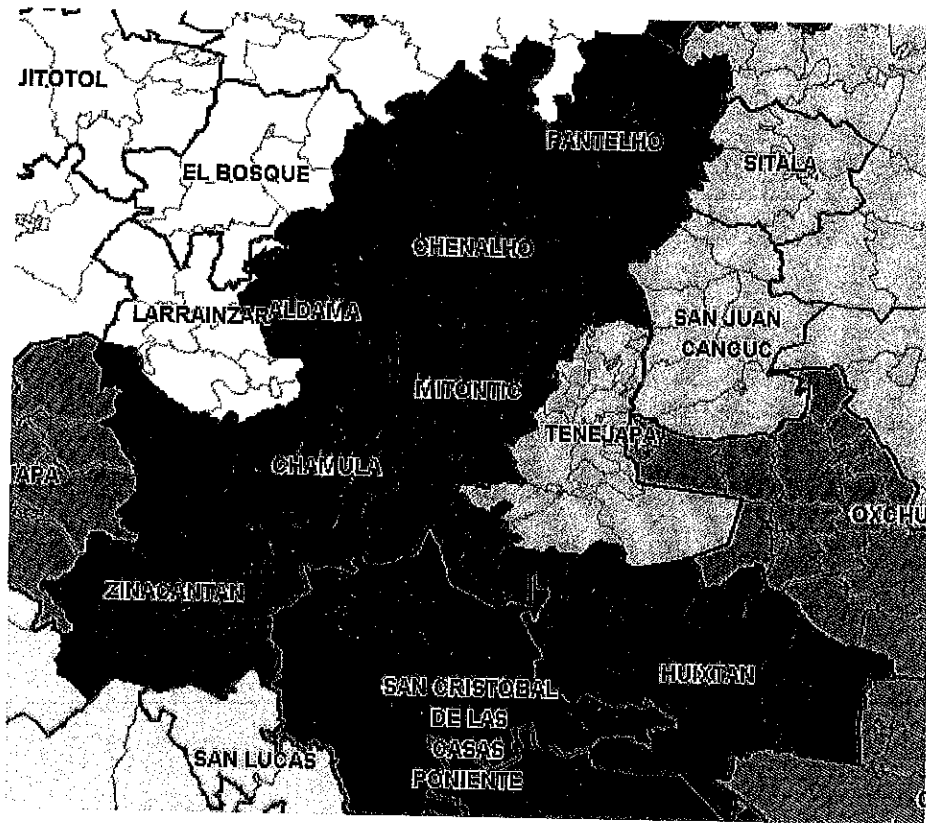 JITOTOL
PANTELHO
EL BOSQUE
SITALA
CHENALHO
LARRAINZAR
ALDAMA
SAN JUAN
CANCUC
MITONTIC
TENEJAPA
CHAMULA
APA
OXCHU
ZINACANTAN
HUIXTAN
SAN CRISTOBAL
DE LAS
CASAS
PONIENTE
SAN LUCAS